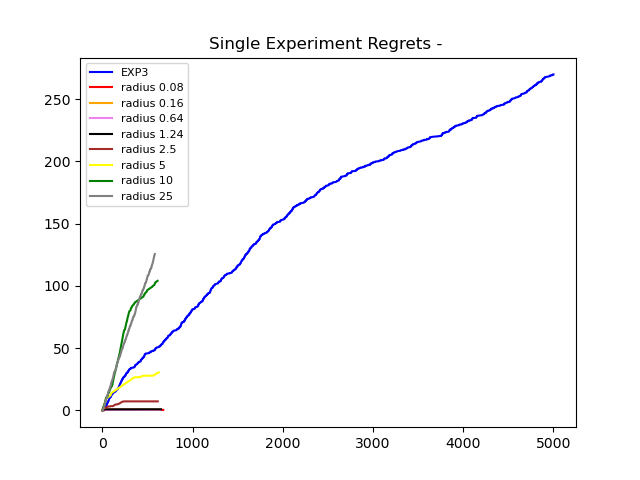 Single Experiment Regrets -
EXP3
radius 0.08
radius 0.16
radius 0.64
radius 1.24
radius 2.5
radius 5
radius 10
radius 25
250
200
150
100
50
0
0 1000 2000 3000 4000 5000